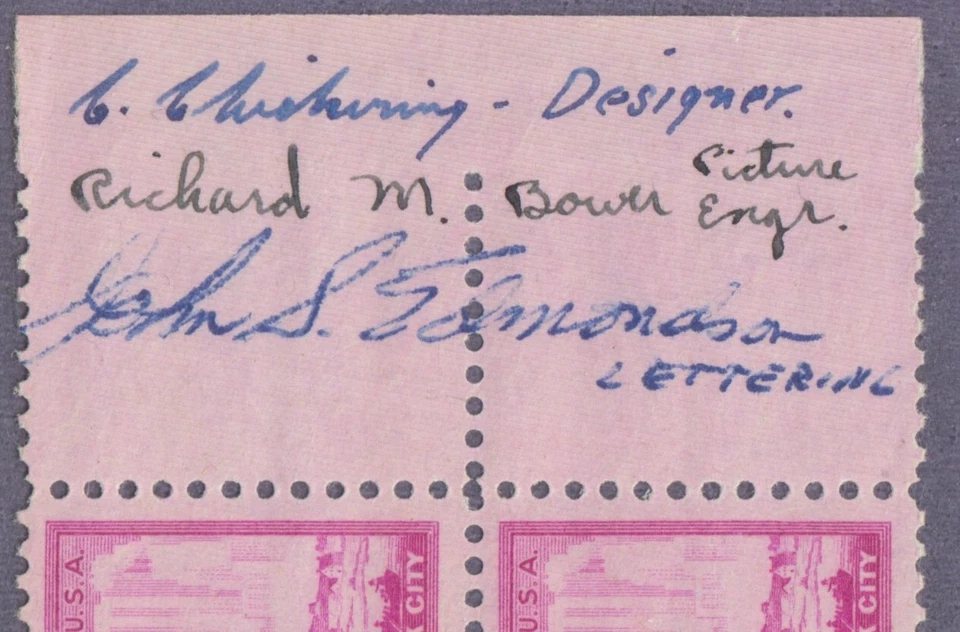 C. Chickering - Designer.
Richard M. Bower Picture Engr.
John S. Edmondson
LETTERING
U.S.A.
CITY
U.S.A.
CITY